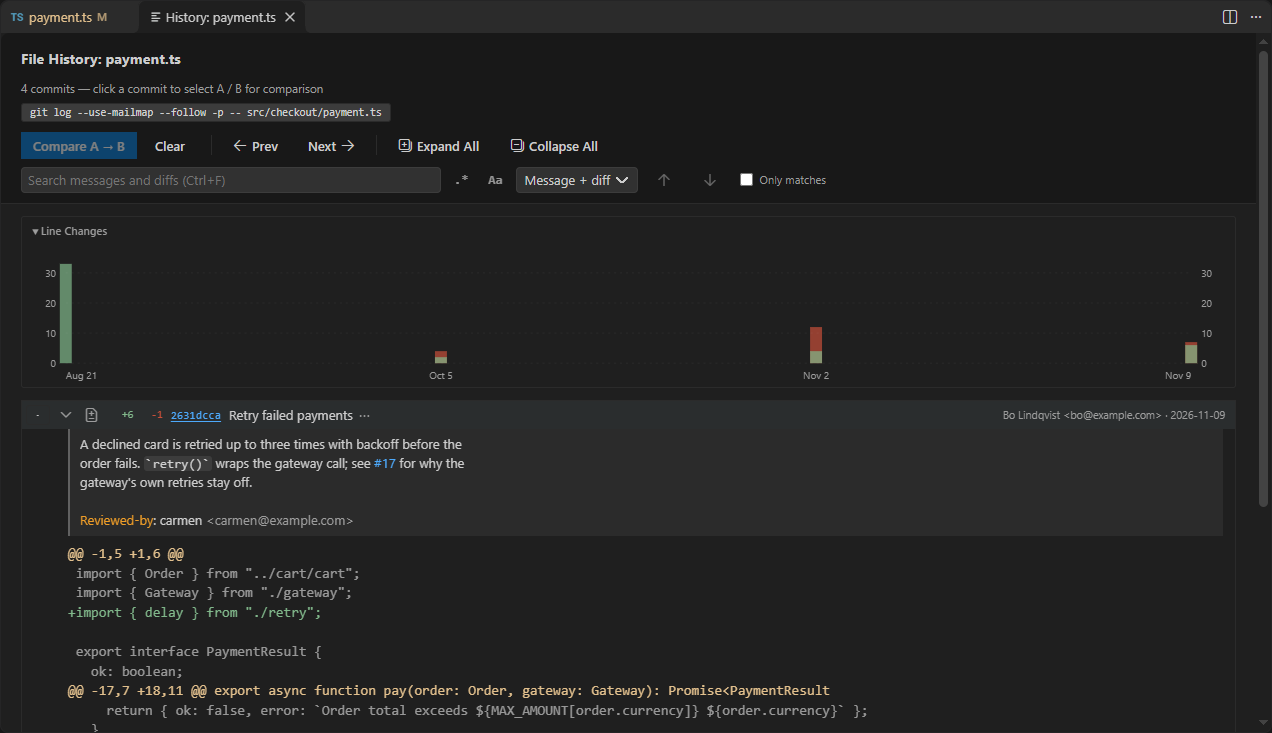 TS payment.ts M
History: payment.ts
File History: payment.ts
4 commits — click a commit to select A / B for comparison
git log --use-mailmap --follow -p -- src/checkout/payment.ts
Compare A → B Clear ← Prev Next → Expand All Collapse All
Search messages and diffs (Ctrl+F) .* Aa Message + diff ↑ ↓ Only matches
▾ Line Changes
30 30
20 20
10 10
0 0
Aug 21 Oct 5 Nov 2 Nov 9
- +6 -1 2631dcca Retry failed payments ··· Bo Lindqvist <bo@example.com> · 2026-11-09
A declined card is retried up to three times with backoff before the
order fails. `retry()` wraps the gateway call; see #17 for why the
gateway's own retries stay off.
Reviewed-by: carmen <carmen@example.com>
@@ -1,5 +1,6 @@
import { Order } from "../cart/cart";
import { Gateway } from "./gateway";
+import { delay } from "./retry";
export interface PaymentResult {
ok: boolean;
@@ -17,7 +18,11 @@ export async function pay(order: Order, gateway: Gateway): Promise<PaymentResult
return { ok: false, error: `Order total exceeds ${MAX_AMOUNT[order.currency]} ${order.currency}` };
}